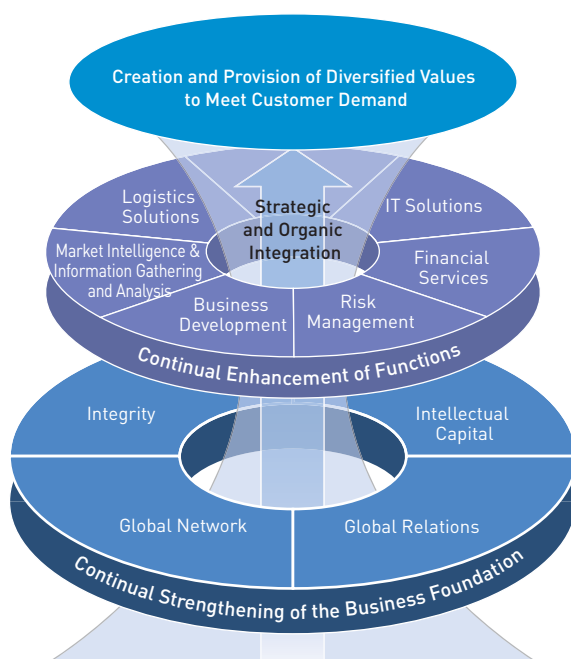 Creation and Provision of Diversified Values
to Meet Customer Demand
Logistics
Solutions
IT Solutions
Strategic
and Organic
Integration
Market Intelligence &
Information Gathering
and Analysis
Financial
Services
Business
Development
Risk
Management
Continual Enhancement of Functions
Integrity
Intellectual
Capital
Global Network
Global Relations
Continual Strengthening of the Business Foundation